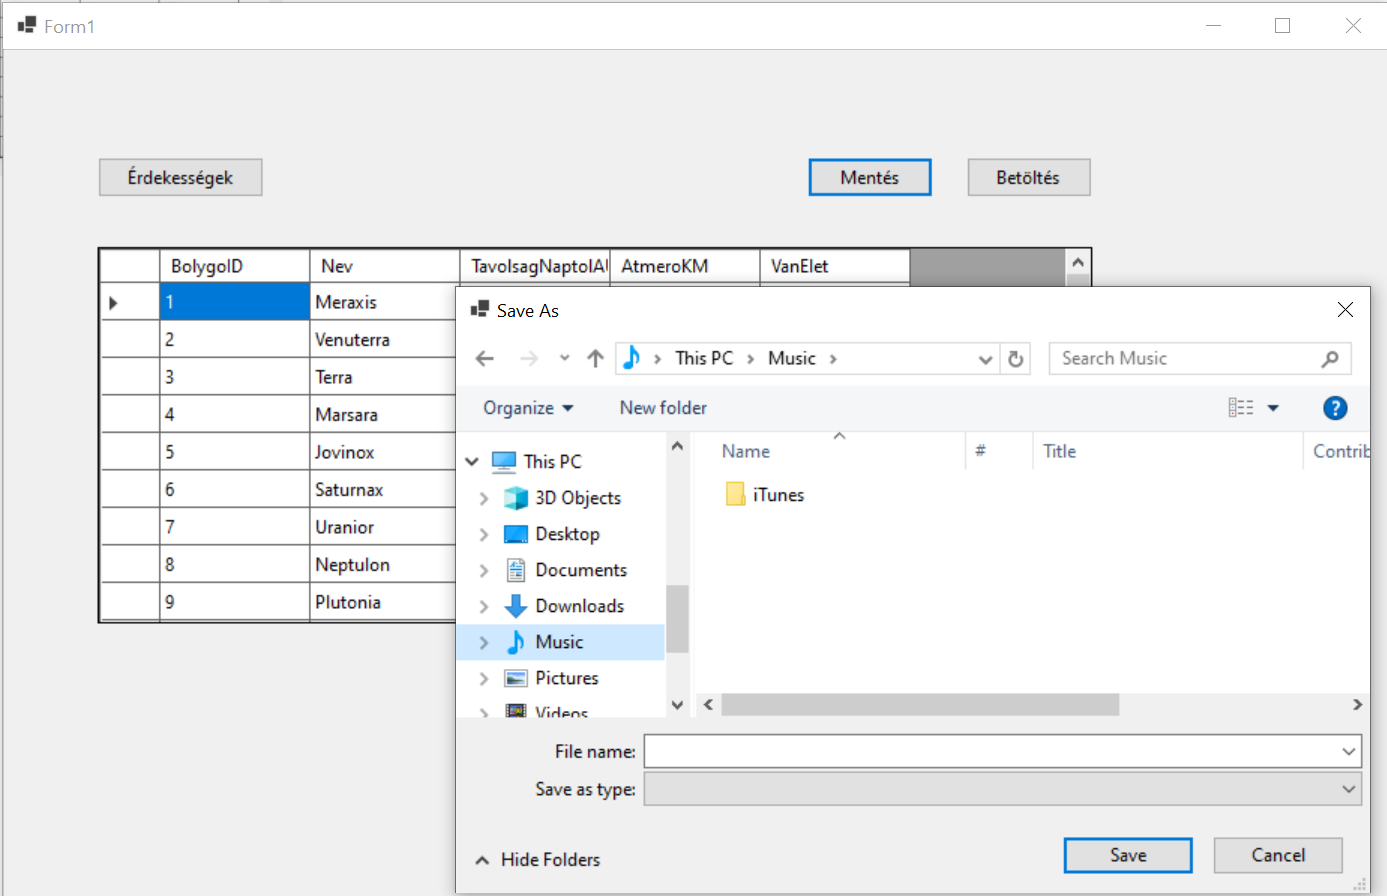 Form1
Érdekességek
Mentés
Betöltés
BolygoID Nev TavolsagNaptolAU AtmeroKM VanElet
1 Meraxis
2 Venuterra
3 Terra
4 Marsara
5 Jovinox
6 Saturnax
7 Uranior
8 Neptulon
9 Plutonia
Save As
This PC Music
Search Music
Organize New folder
?
This PC
3D Objects
Desktop
Documents
Downloads
Music
Pictures
Videos
Name # Title Contrib
iTunes
File name:
Save as type:
Hide Folders
Save
Cancel